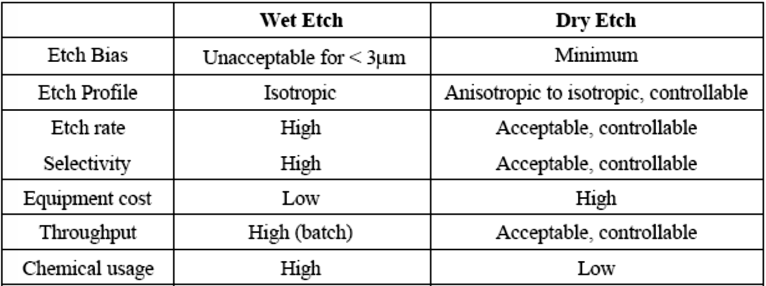 Wet Etch Dry Etch
Etch Bias Unacceptable for < 3μm Minimum
Etch Profile Isotropic Anisotropic to isotropic, controllable
Etch rate High Acceptable, controllable
Selectivity High Acceptable, controllable
Equipment cost Low High
Throughput High (batch) Acceptable, controllable
Chemical usage High Low